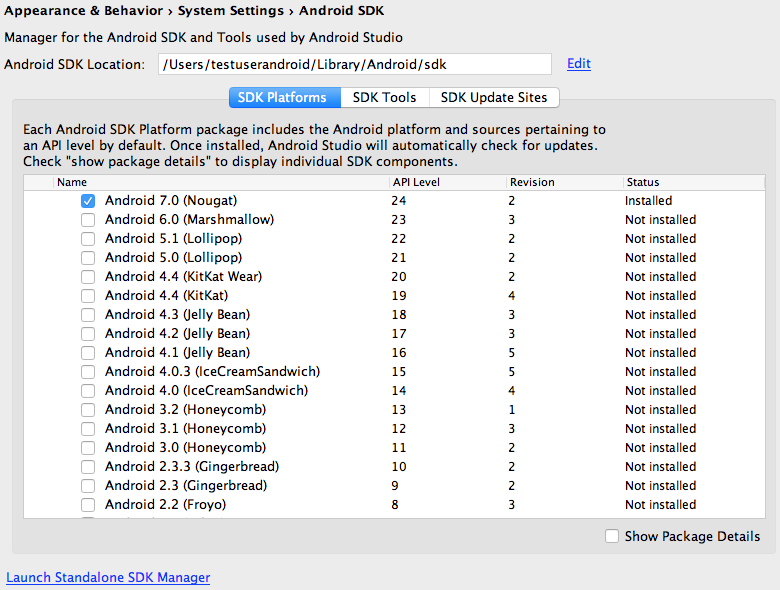 Appearance & Behavior › System Settings › Android SDK
Manager for the Android SDK and Tools used by Android Studio
Android SDK Location: /Users/testuserandroid/Library/Android/sdk Edit
SDK Platforms SDK Tools SDK Update Sites
Each Android SDK Platform package includes the Android platform and sources pertaining to
an API level by default. Once installed, Android Studio will automatically check for updates.
Check "show package details" to display individual SDK components.
Name API Level Revision Status
Android 7.0 (Nougat) 24 2 Installed
Android 6.0 (Marshmallow) 23 3 Not installed
Android 5.1 (Lollipop) 22 2 Not installed
Android 5.0 (Lollipop) 21 2 Not installed
Android 4.4 (KitKat Wear) 20 2 Not installed
Android 4.4 (KitKat) 19 4 Not installed
Android 4.3 (Jelly Bean) 18 3 Not installed
Android 4.2 (Jelly Bean) 17 3 Not installed
Android 4.1 (Jelly Bean) 16 5 Not installed
Android 4.0.3 (IceCreamSandwich) 15 5 Not installed
Android 4.0 (IceCreamSandwich) 14 4 Not installed
Android 3.2 (Honeycomb) 13 1 Not installed
Android 3.1 (Honeycomb) 12 3 Not installed
Android 3.0 (Honeycomb) 11 2 Not installed
Android 2.3.3 (Gingerbread) 10 2 Not installed
Android 2.3 (Gingerbread) 9 2 Not installed
Android 2.2 (Froyo) 8 3 Not installed
Show Package Details
Launch Standalone SDK Manager